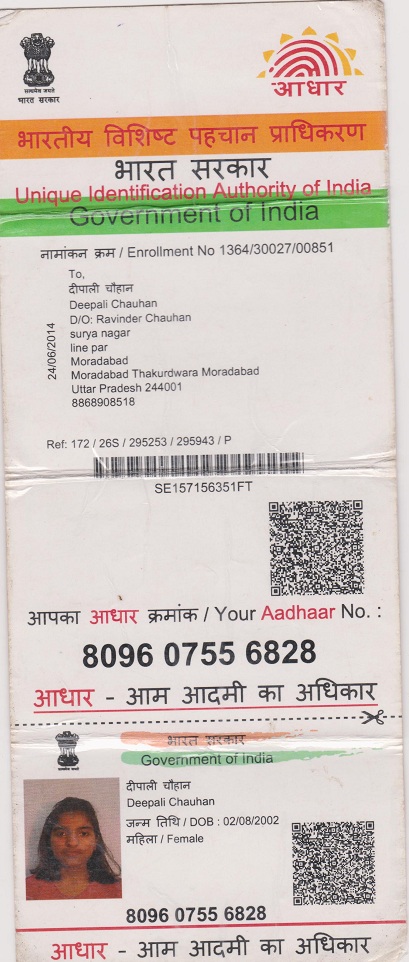 सत्यमेव जयते
भारत सरकार
आधार
भारतीय विशिष्ट पहचान प्राधिकरण
भारत सरकार
Unique Identification Authority of India
Government of India
नामांकन क्रम / Enrollment No 1364/30027/00851
To,
दीपाली चौहान
Deepali Chauhan
D/O: Ravinder Chauhan
surya nagar
line par
Moradabad
Moradabad Thakurdwara Moradabad
Uttar Pradesh 244001
8868908518
24/06/2014
Ref: 172 / 26S / 295253 / 295943 / P
SE157156351FT
आपका आधार क्रमांक / Your Aadhaar No. :
8096 0755 6828
आधार - आम आदमी का अधिकार
भारत सरकार
Government of India
दीपाली चौहान
Deepali Chauhan
जन्म तिथि / DOB : 02/08/2002
महिला / Female
8096 0755 6828
आधार - आम आदमी का अधिकार